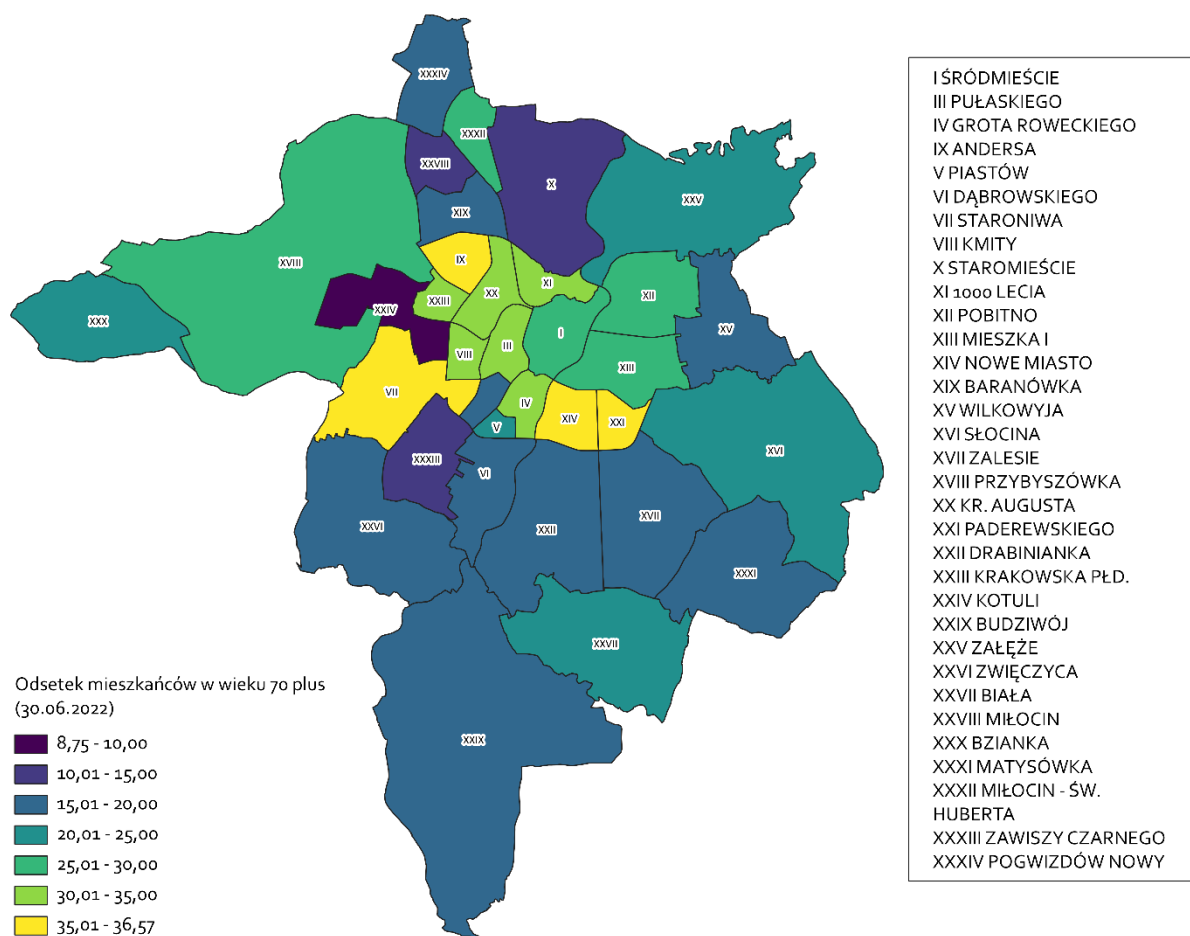 XXXIV
XXXII
XXVIII
X
XXV
XIX
IX
XVIII
XI
XX
XII
XXIII
XXIV
XXX
XV
I
III
VIII
XIII
VII
IV
XIV
XXI
V
XVI
XXXIII
VI
XXVI
XXII
XVII
XXXI
XXVII
XXIX
Odsetek mieszkańców w wieku 70 plus
(30.06.2022)
8,75 - 10,00
10,01 - 15,00
15,01 - 20,00
20,01 - 25,00
25,01 - 30,00
30,01 - 35,00
35,01 - 36,57
I ŚRÓDMIEŚCIE
III PUŁASKIEGO
IV GROTA ROWECKIEGO
IX ANDERSA
V PIASTÓW
VI DĄBROWSKIEGO
VII STARONIWA
VIII KMITY
X STAROMIEŚCIE
XI 1000 LECIA
XII POBITNO
XIII MIESZKA I
XIV NOWE MIASTO
XIX BARANÓWKA
XV WILKOWYJA
XVI SŁOCINA
XVII ZALESIE
XVIII PRZYBYSZÓWKA
XX KR. AUGUSTA
XXI PADEREWSKIEGO
XXII DRABINIANKA
XXIII KRAKOWSKA PŁD.
XXIV KOTULI
XXIX BUDZIWÓJ
XXV ZAŁĘŻE
XXVI ZWIĘCZYCA
XXVII BIAŁA
XXVIII MIŁOCIN
XXX BZIANKA
XXXI MATYSÓWKA
XXXII MIŁOCIN - ŚW.
HUBERTA
XXXIII ZAWISZY CZARNEGO
XXXIV POGWIZDÓW NOWY